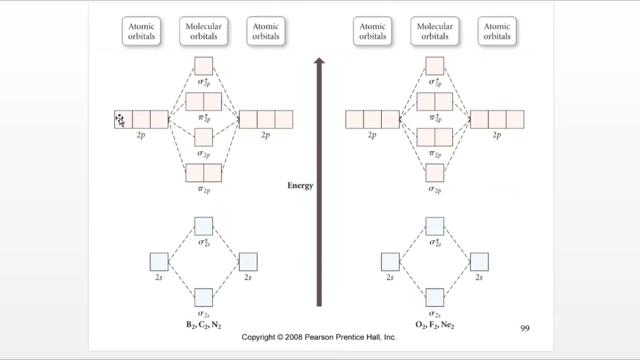 Atomic orbitals
Molecular orbitals
Atomic orbitals
σ*2p
π*2p
2p
2p
σ2p
π2p
σ*2s
2s
2s
σ2s
B2, C2, N2
Energy
Atomic orbitals
Molecular orbitals
Atomic orbitals
σ*2p
π*2p
2p
2p
π2p
σ2p
σ*2s
2s
2s
σ2s
O2, F2, Ne2
99
Copyright © 2008 Pearson Prentice Hall, Inc.